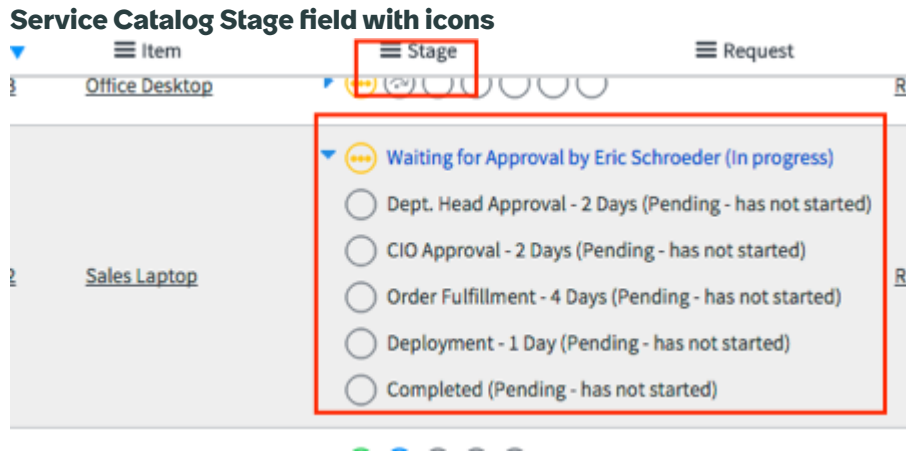 Service Catalog Stage field with icons
Item Stage Request
3 Office Desktop R
Waiting for Approval by Eric Schroeder (In progress)
Dept. Head Approval - 2 Days (Pending - has not started)
CIO Approval - 2 Days (Pending - has not started)
2 Sales Laptop R
Order Fulfillment - 4 Days (Pending - has not started)
Deployment - 1 Day (Pending - has not started)
Completed (Pending - has not started)